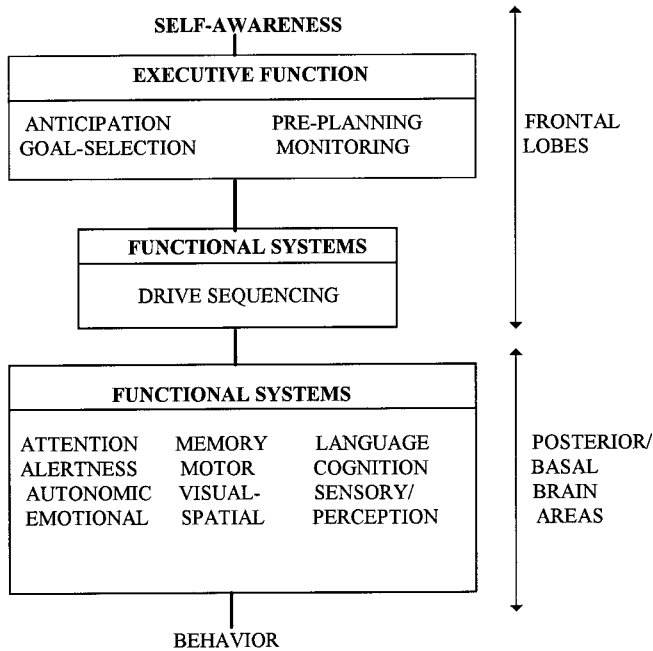 SELF-AWARENESS
EXECUTIVE FUNCTION
ANTICIPATION PRE-PLANNING
GOAL-SELECTION MONITORING
FRONTAL
LOBES
FUNCTIONAL SYSTEMS
DRIVE SEQUENCING
FUNCTIONAL SYSTEMS
ATTENTION MEMORY LANGUAGE
ALERTNESS MOTOR COGNITION
AUTONOMIC VISUAL- SENSORY/
EMOTIONAL SPATIAL PERCEPTION
POSTERIOR/
BASAL
BRAIN
AREAS
BEHAVIOR